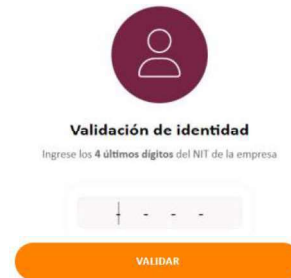 Validación de identidad
Ingrese los 4 últimos dígitos del NIT de la empresa
- - - -
VALIDAR